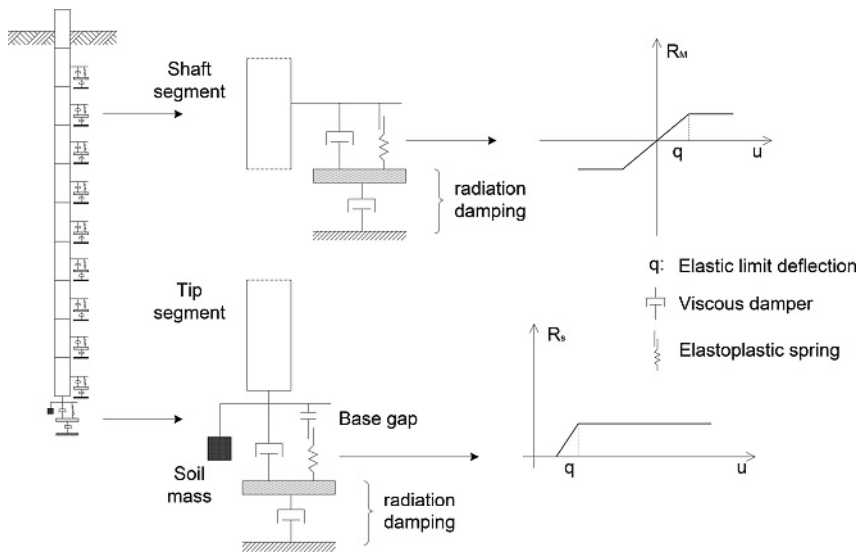 Shaft
segment
radiation
damping
R_M
q
u
q: Elastic limit deflection
Viscous damper
Elastoplastic spring
Tip
segment
Base gap
Soil
mass
radiation
damping
R_s
q
u